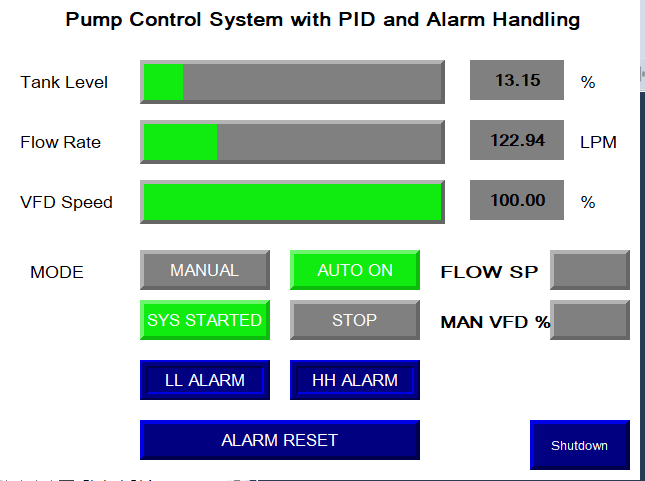 Pump Control System with PID and Alarm Handling
Tank Level 13.15 %
Flow Rate 122.94 LPM
VFD Speed 100.00 %
MODE MANUAL AUTO ON FLOW SP
SYS STARTED STOP MAN VFD %
LL ALARM HH ALARM
ALARM RESET
Shutdown